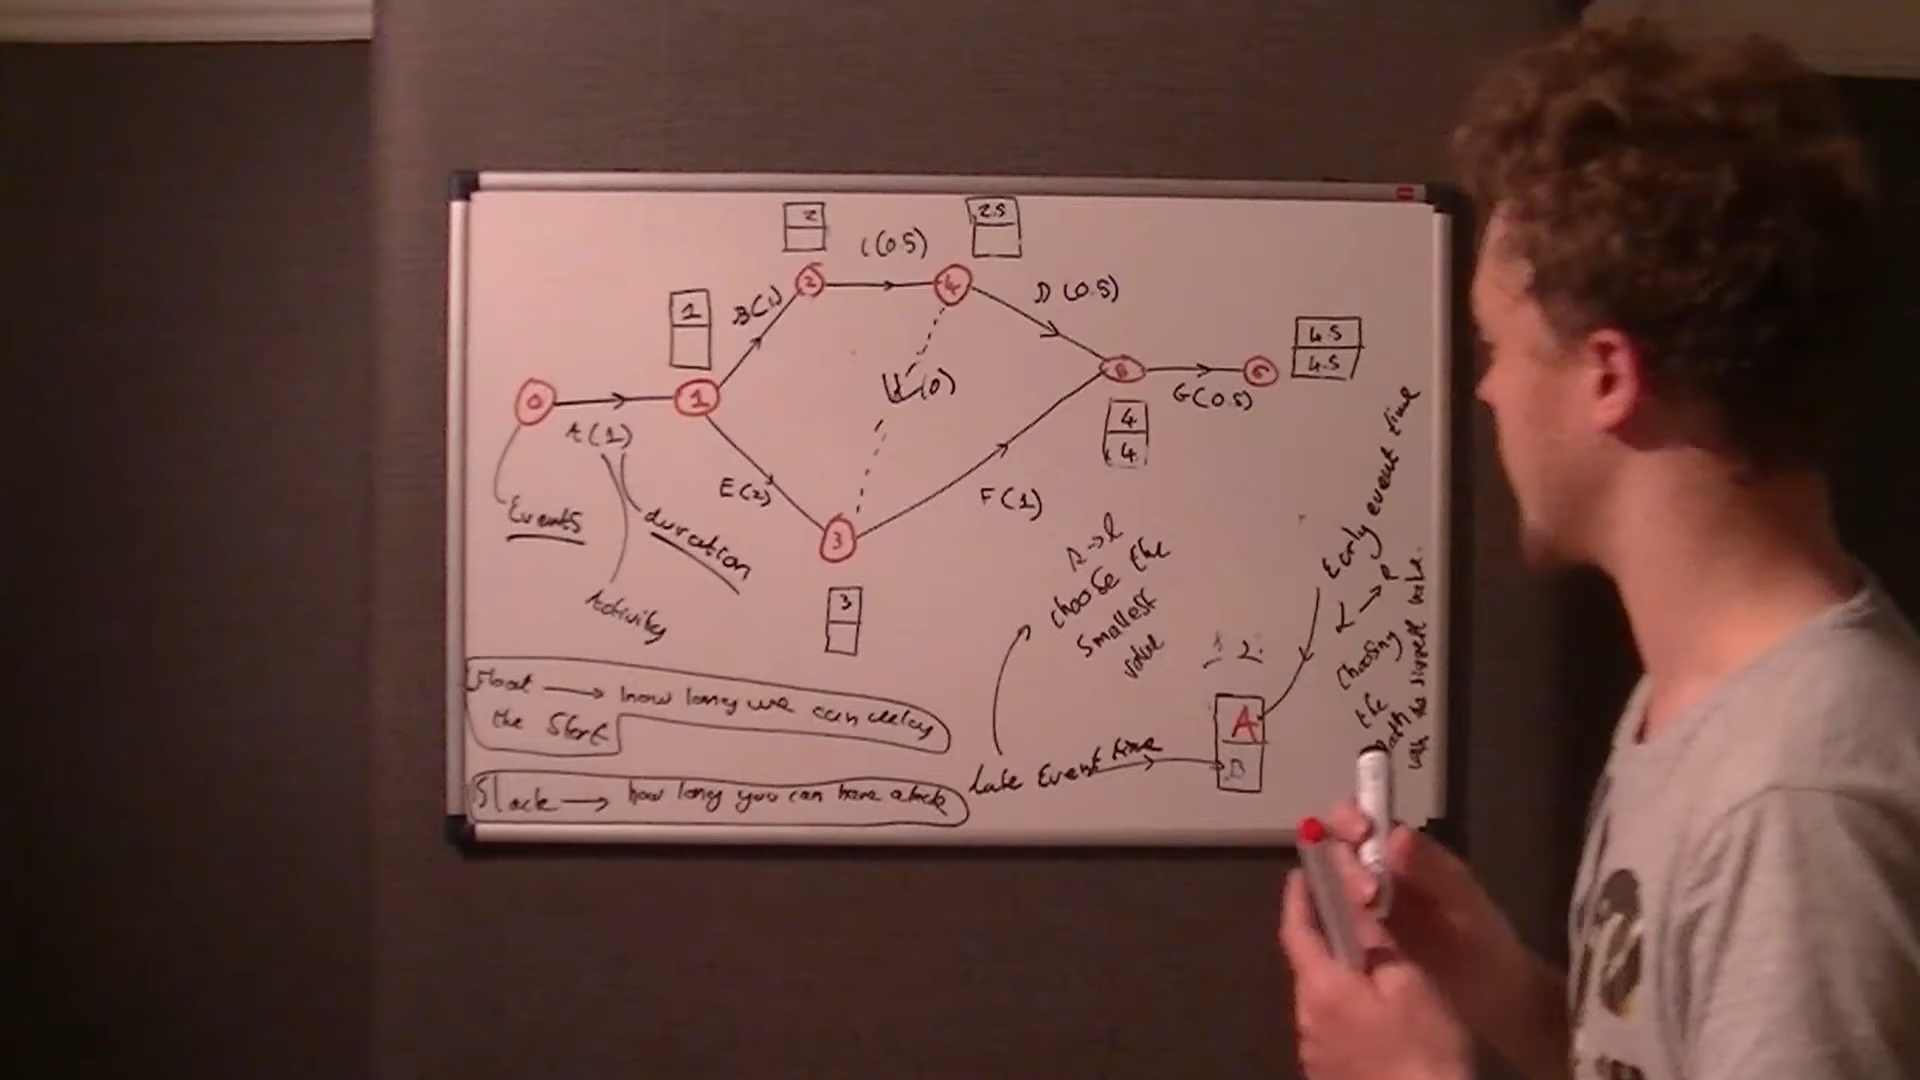 2
2.5
C(0.5)
2
4
D(0.5)
1
B(1)
4.5
4.5
0
1
A(1)
(0)
G(0.5)
4
4
E(2)
F(1)
3
3
Events
duration
Activity
R→L
choose the
smallest
value
Early event time
L→R
choosing
the
path
with the
Float → how long we can delay
the start
Slack → how long you can have a
Late Event time
A
B